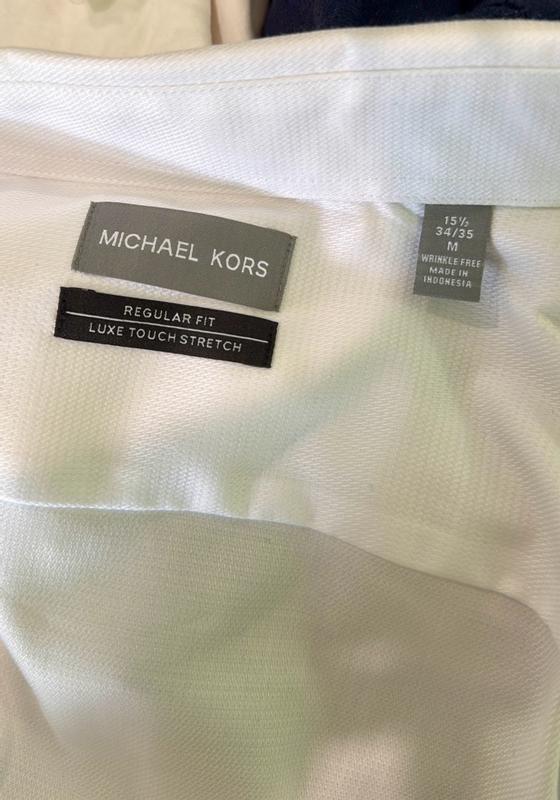 MICHAEL KORS
REGULAR FIT
LUXE TOUCH STRETCH
15½
34/35
M
WRINKLE FREE
MADE IN
INDONESIA